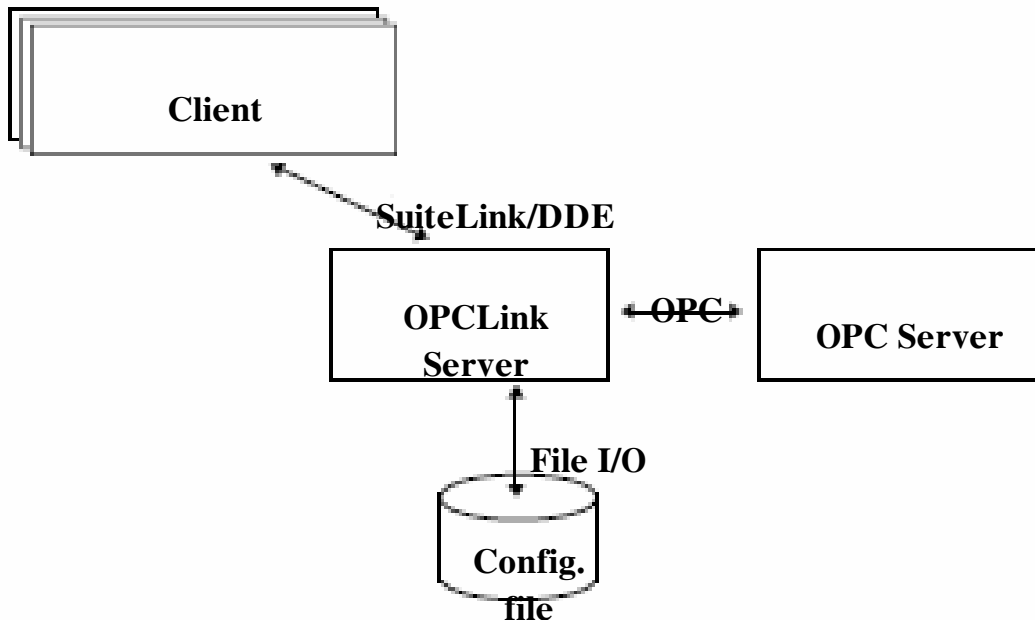 Client
SuiteLink/DDE
OPCLink
Server
OPC
OPC Server
File I/O
Config.
file